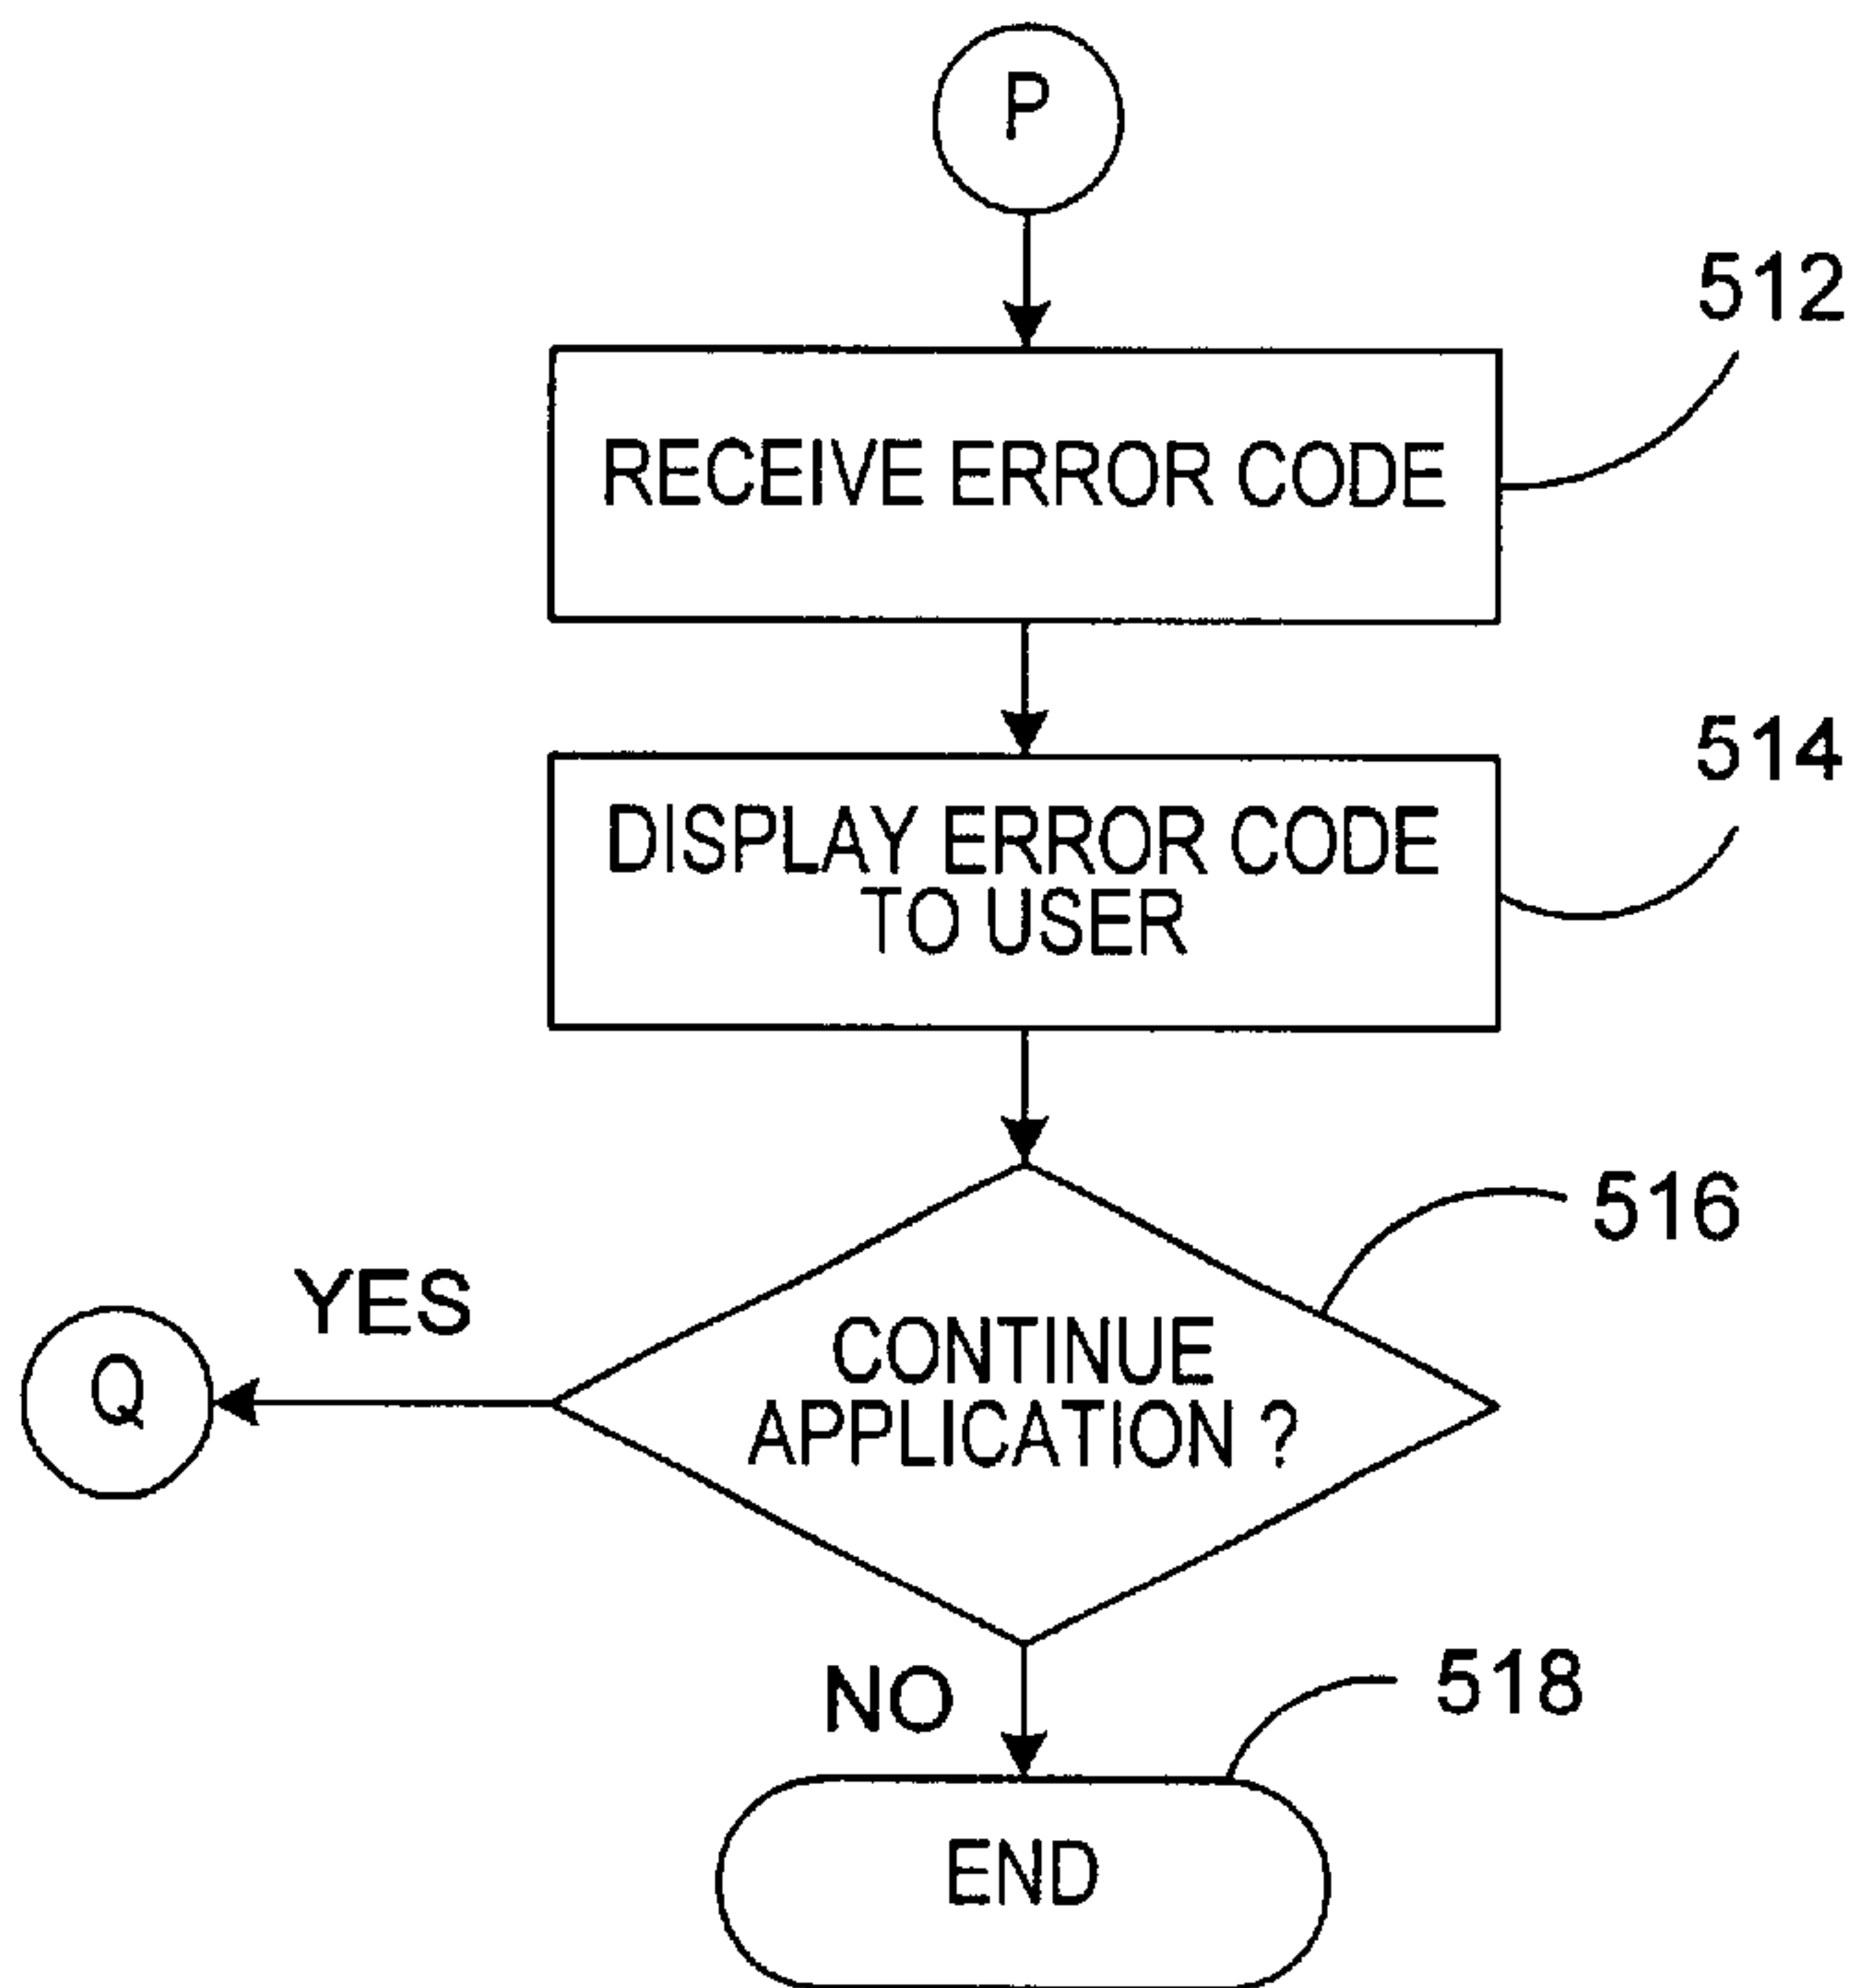 P
512
RECEIVE ERROR CODE
514
DISPLAY ERROR CODE
TO USER
516
YES
CONTINUE
APPLICATION ?
Q
NO
518
END